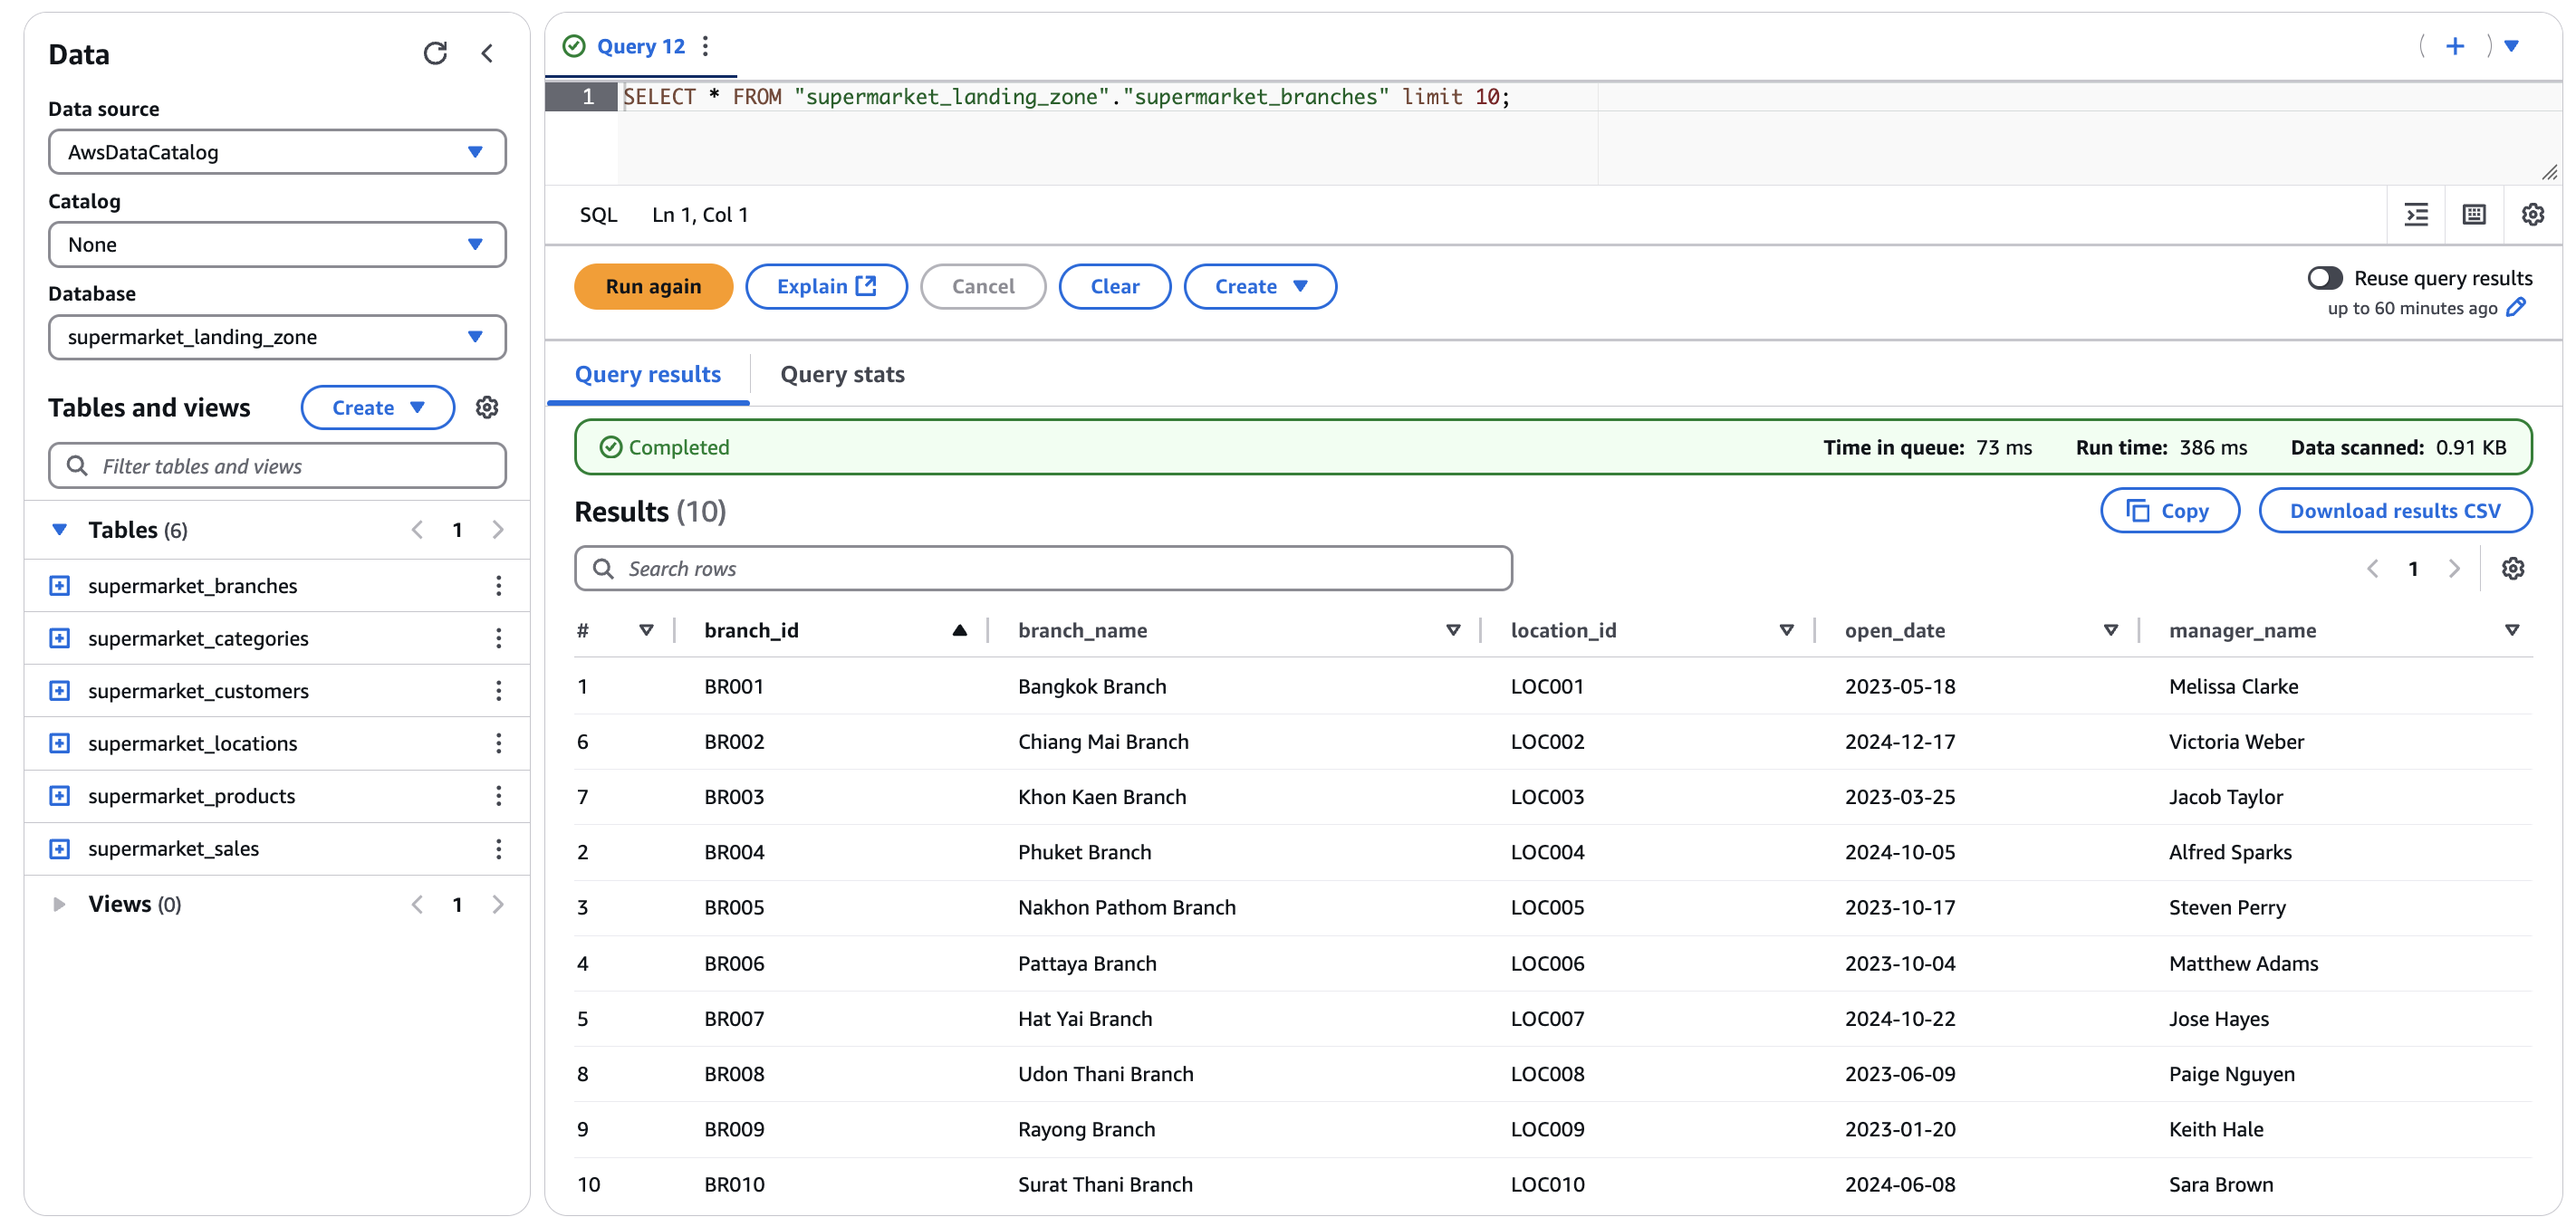 Data
Data source
AwsDataCatalog
Catalog
None
Database
supermarket_landing_zone
Tables and views
Create
Filter tables and views
Tables (6)
1
supermarket_branches
supermarket_categories
supermarket_customers
supermarket_locations
supermarket_products
supermarket_sales
Views (0)
1
Query 12
1 SELECT * FROM "supermarket_landing_zone"."supermarket_branches" limit 10;
SQL Ln 1, Col 1
Run again Explain Cancel Clear Create
Reuse query results
up to 60 minutes ago
Query results Query stats
Completed Time in queue: 73 ms Run time: 386 ms Data scanned: 0.91 KB
Results (10) Copy Download results CSV
Search rows 1
# branch_id branch_name location_id open_date manager_name
1 BR001 Bangkok Branch LOC001 2023-05-18 Melissa Clarke
6 BR002 Chiang Mai Branch LOC002 2024-12-17 Victoria Weber
7 BR003 Khon Kaen Branch LOC003 2023-03-25 Jacob Taylor
2 BR004 Phuket Branch LOC004 2024-10-05 Alfred Sparks
3 BR005 Nakhon Pathom Branch LOC005 2023-10-17 Steven Perry
4 BR006 Pattaya Branch LOC006 2023-10-04 Matthew Adams
5 BR007 Hat Yai Branch LOC007 2024-10-22 Jose Hayes
8 BR008 Udon Thani Branch LOC008 2023-06-09 Paige Nguyen
9 BR009 Rayong Branch LOC009 2023-01-20 Keith Hale
10 BR010 Surat Thani Branch LOC010 2024-06-08 Sara Brown